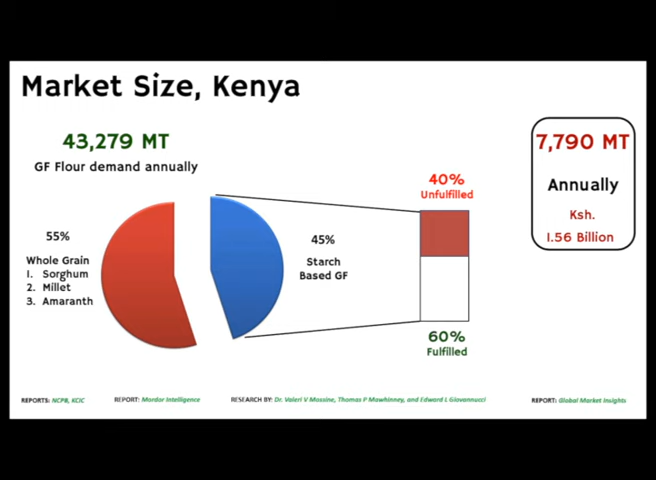 Market Size, Kenya
43,279 MT
GF Flour demand annually
55%
Whole Grain
1. Sorghum
2. Millet
3. Amaranth
45%
Starch
Based GF
40%
Unfulfilled
60%
Fulfilled
7,790 MT
Annually
Ksh.
1.56 Billion
REPORTS: NCPB, KCIC
REPORT: Mordor Intelligence
RESEARCH BY: Dr. Valeri V Mossine, Thomas P Mawhinney, and Edward L Giovannucci
REPORT: Global Market Insights